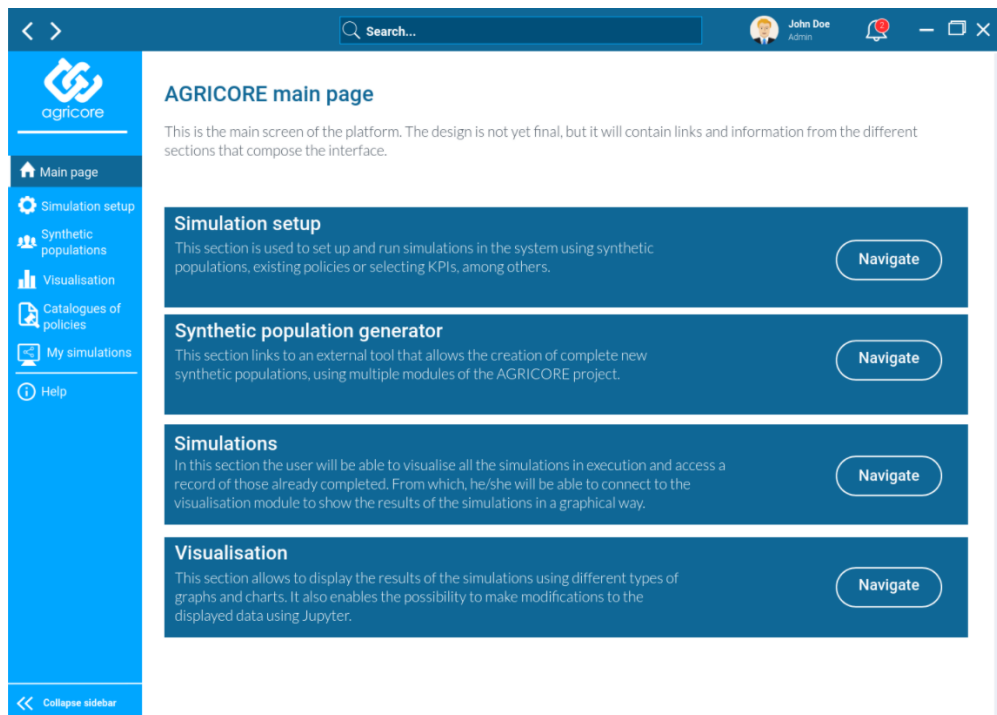 Search...
John Doe
Admin
2
agricore
Main page
Simulation setup
Synthetic
populations
Visualisation
Catalogues of
policies
My simulations
Help
Collapse sidebar
AGRICORE main page
This is the main screen of the platform. The design is not yet final, but it will contain links and information from the different
sections that compose the interface.
Simulation setup
This section is used to set up and run simulations in the system using synthetic
populations, existing policies or selecting KPIs, among others.
Navigate
Synthetic population generator
This section links to an external tool that allows the creation of complete new
synthetic populations, using multiple modules of the AGRICORE project.
Navigate
Simulations
In this section the user will be able to visualise all the simulations in execution and access a
record of those already completed. From which, he/she will be able to connect to the
visualisation module to show the results of the simulations in a graphical way.
Navigate
Visualisation
This section allows to display the results of the simulations using different types of
graphs and charts. It also enables the possibility to make modifications to the
displayed data using Jupyter.
Navigate